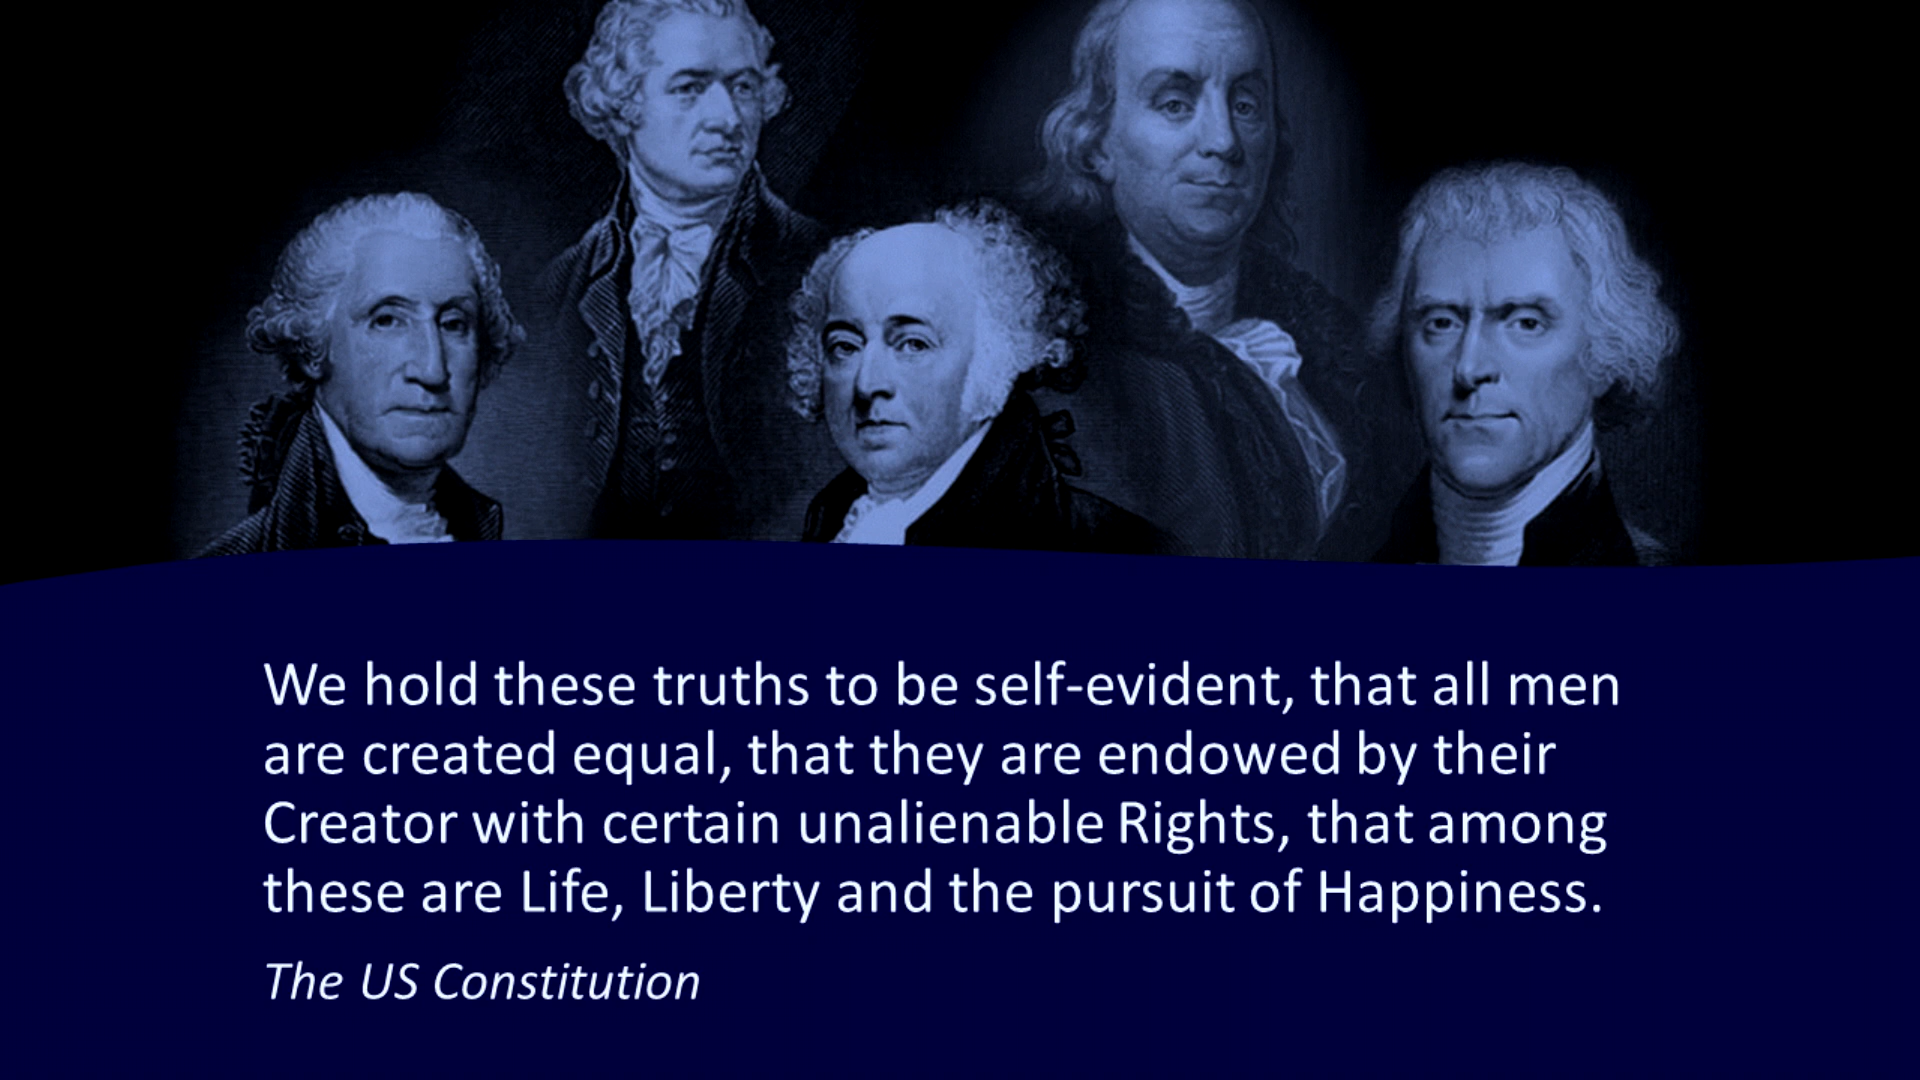 We hold these truths to be self-evident, that all men
are created equal, that they are endowed by their
Creator with certain unalienable Rights, that among
these are Life, Liberty and the pursuit of Happiness.
The US Constitution